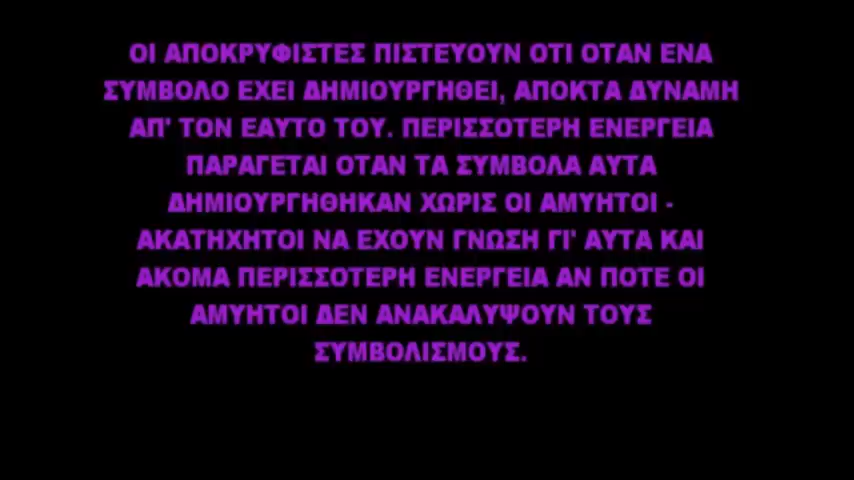 ΟΙ ΑΠΟΚΡΥΦΙΣΤΕΣ ΠΙΣΤΕΥΟΥΝ ΟΤΙ ΟΤΑΝ ΕΝΑ
ΣΥΜΒΟΛΟ ΕΧΕΙ ΔΗΜΙΟΥΡΓΗΘΕΙ, ΑΠΟΚΤΑ ΔΥΝΑΜΗ
ΑΠ' ΤΟΝ ΕΑΥΤΟ ΤΟΥ. ΠΕΡΙΣΣΟΤΕΡΗ ΕΝΕΡΓΕΙΑ
ΠΑΡΑΓΕΤΑΙ ΟΤΑΝ ΤΑ ΣΥΜΒΟΛΑ ΑΥΤΑ
ΔΗΜΙΟΥΡΓΗΘΗΚΑΝ ΧΩΡΙΣ ΟΙ ΑΜΥΗΤΟΙ -
ΑΚΑΤΗΧΗΤΟΙ ΝΑ ΕΧΟΥΝ ΓΝΩΣΗ ΓΙ' ΑΥΤΑ ΚΑΙ
ΑΚΟΜΑ ΠΕΡΙΣΣΟΤΕΡΗ ΕΝΕΡΓΕΙΑ ΑΝ ΠΟΤΕ ΟΙ
ΑΜΥΗΤΟΙ ΔΕΝ ΑΝΑΚΑΛΥΨΟΥΝ ΤΟΥΣ
ΣΥΜΒΟΛΙΣΜΟΥΣ.